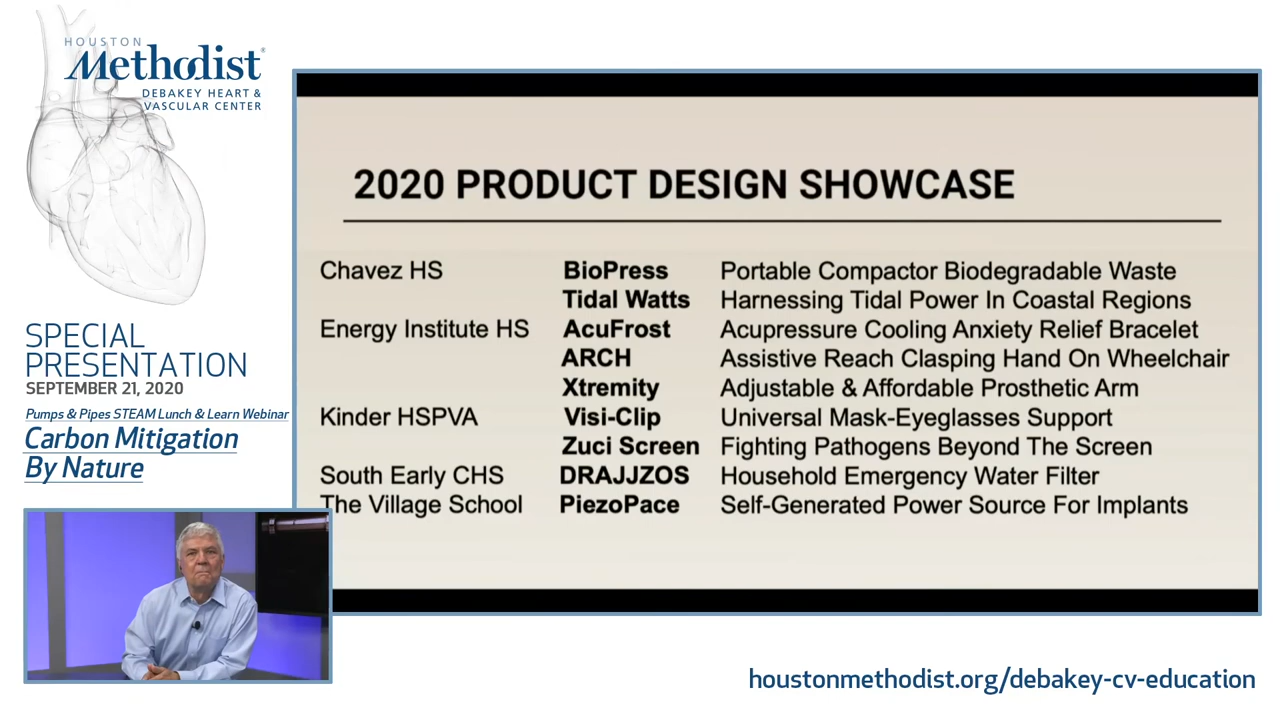 HOUSTON
Methodist®
DEBAKEY HEART &
VASCULAR CENTER
SPECIAL
PRESENTATION
SEPTEMBER 21, 2020
Pumps & Pipes STEAM Lunch & Learn Webinar
Carbon Mitigation
By Nature
2020 PRODUCT DESIGN SHOWCASE
Chavez HS BioPress Portable Compactor Biodegradable Waste
Tidal Watts Harnessing Tidal Power In Coastal Regions
Energy Institute HS AcuFrost Acupressure Cooling Anxiety Relief Bracelet
ARCH Assistive Reach Clasping Hand On Wheelchair
Xtremity Adjustable & Affordable Prosthetic Arm
Kinder HSPVA Visi-Clip Universal Mask-Eyeglasses Support
Zuci Screen Fighting Pathogens Beyond The Screen
South Early CHS DRAJJZOS Household Emergency Water Filter
The Village School PiezoPace Self-Generated Power Source For Implants
houstonmethodist.org/debakey-cv-education